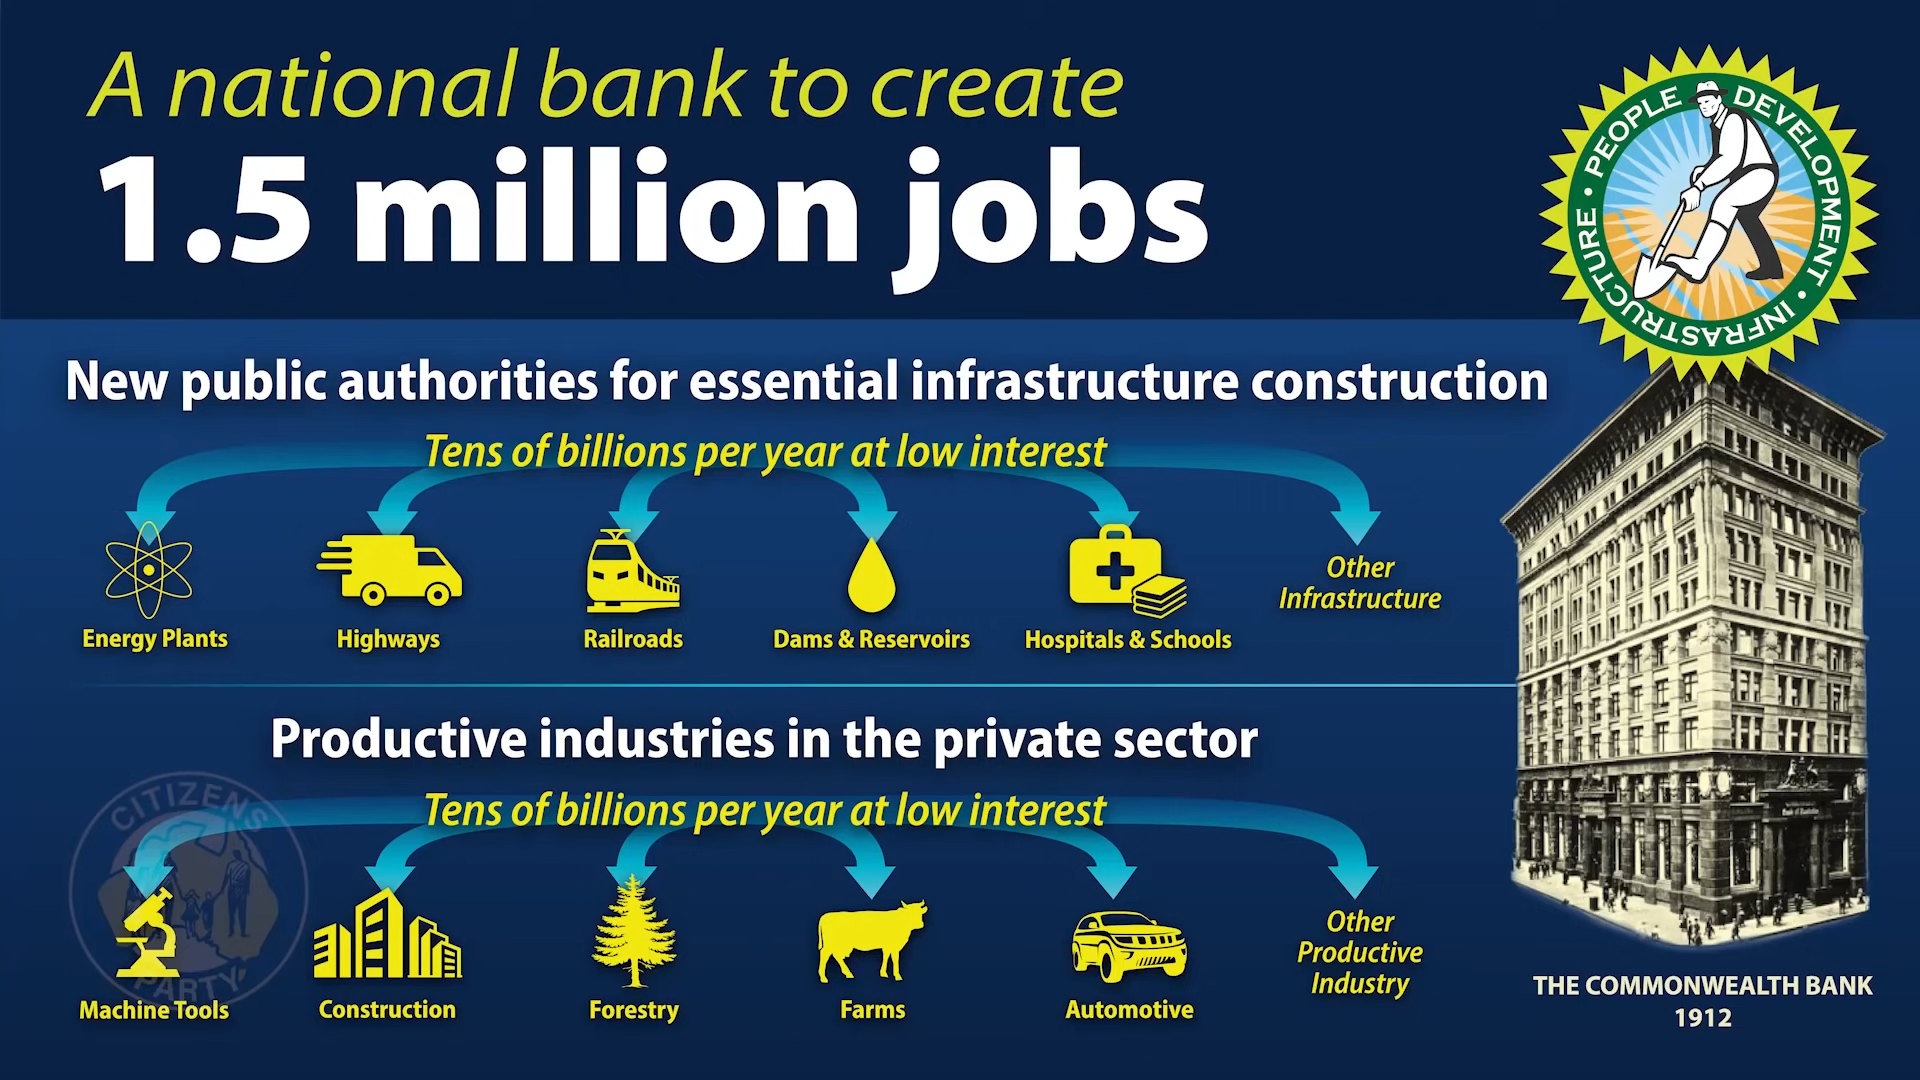 A national bank to create
1.5 million jobs
PEOPLE • DEVELOPMENT • INFRASTRUCTURE •
New public authorities for essential infrastructure construction
Tens of billions per year at low interest
Energy Plants
Highways
Railroads
Dams & Reservoirs
Hospitals & Schools
Other
Infrastructure
Productive industries in the private sector
Tens of billions per year at low interest
CITIZENS
PARTY
Machine Tools
Construction
Forestry
Farms
Automotive
Other
Productive
Industry
THE COMMONWEALTH BANK
1912